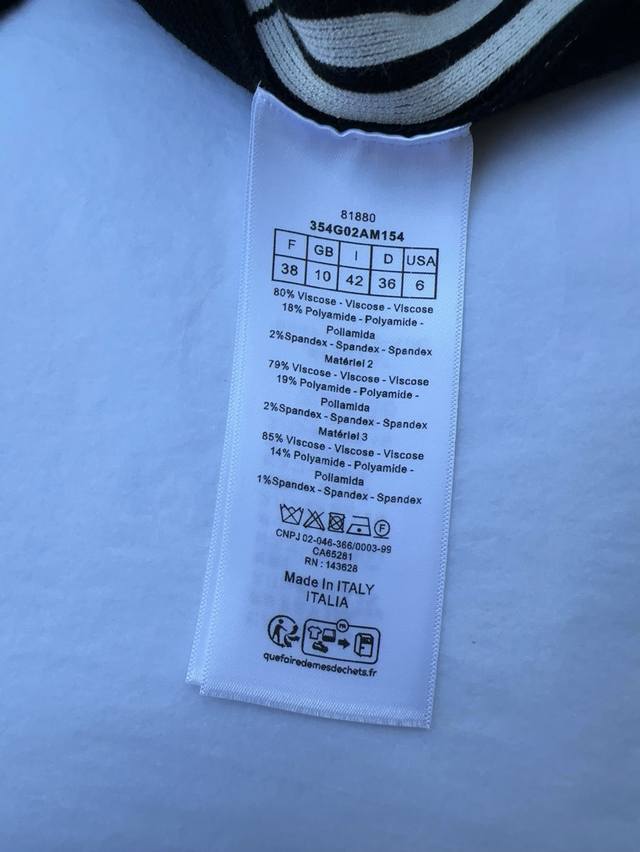 81880
354G02AM154
F GB I D USA
38 10 42 36 6
80% Viscose - Viscose - Viscose
18% Polyamide - Polyamide -
Poliamida
2%Spandex - Spandex - Spandex
Matériel 2
79% Viscose - Viscose - Viscose
19% Polyamide - Polyamide -
Poliamida
2%Spandex - Spandex - Spandex
Matériel 3
85% Viscose - Viscose - Viscose
14% Polyamide - Polyamide -
Poliamida
1%Spandex - Spandex - Spandex
F
CNPJ 02-046-366/0003-99
CA65281
RN : 143628
Made In ITALY
ITALIA
FR
quefairedemesdechets.fr